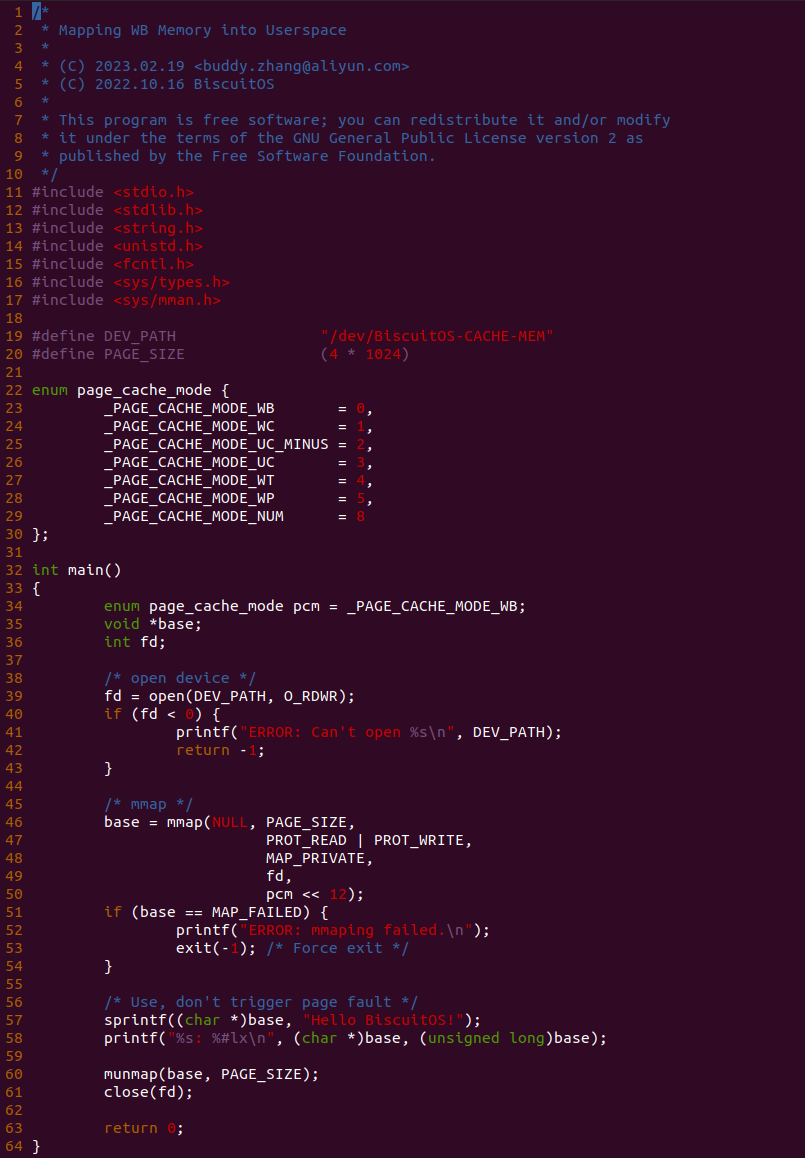 1 /*
2  * Mapping WB Memory into Userspace
3  *
4  * (C) 2023.02.19 <buddy.zhang@aliyun.com>
5  * (C) 2022.10.16 BiscuitOS
6  *
7  * This program is free software; you can redistribute it and/or modify
8  * it under the terms of the GNU General Public License version 2 as
9  * published by the Free Software Foundation.
10  */
11 #include <stdio.h>
12 #include <stdlib.h>
13 #include <string.h>
14 #include <unistd.h>
15 #include <fcntl.h>
16 #include <sys/types.h>
17 #include <sys/mman.h>
18
19 #define DEV_PATH                "/dev/BiscuitOS-CACHE-MEM"
20 #define PAGE_SIZE               (4 * 1024)
21
22 enum page_cache_mode {
23         _PAGE_CACHE_MODE_WB       = 0,
24         _PAGE_CACHE_MODE_WC       = 1,
25         _PAGE_CACHE_MODE_UC_MINUS = 2,
26         _PAGE_CACHE_MODE_UC       = 3,
27         _PAGE_CACHE_MODE_WT       = 4,
28         _PAGE_CACHE_MODE_WP       = 5,
29         _PAGE_CACHE_MODE_NUM      = 8
30 };
31
32 int main()
33 {
34         enum page_cache_mode pcm = _PAGE_CACHE_MODE_WB;
35         void *base;
36         int fd;
37
38         /* open device */
39         fd = open(DEV_PATH, O_RDWR);
40         if (fd < 0) {
41                 printf("ERROR: Can't open %s\n", DEV_PATH);
42                 return -1;
43         }
44
45         /* mmap */
46         base = mmap(NULL, PAGE_SIZE,
47                           PROT_READ | PROT_WRITE,
48                           MAP_PRIVATE,
49                           fd,
50                           pcm << 12);
51         if (base == MAP_FAILED) {
52                 printf("ERROR: mmaping failed.\n");
53                 exit(-1); /* Force exit */
54         }
55
56         /* Use, don't trigger page fault */
57         sprintf((char *)base, "Hello BiscuitOS!");
58         printf("%s: %#lx\n", (char *)base, (unsigned long)base);
59
60         munmap(base, PAGE_SIZE);
61         close(fd);
62
63         return 0;
64 }